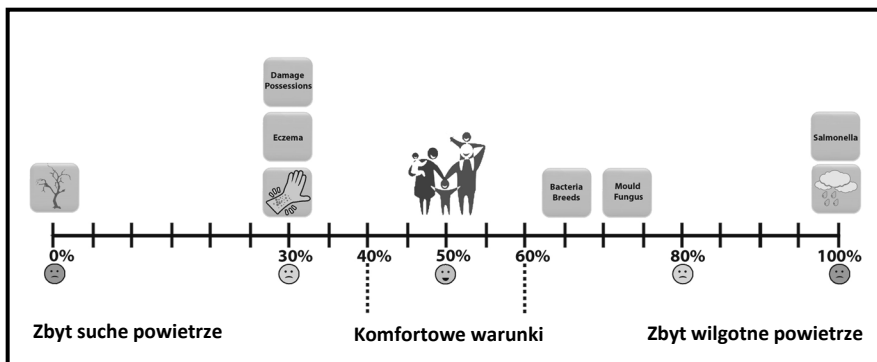 Damage
Possessions
Eczema
Salmonella
Bacteria
Breeds
Mould
Fungus
0% 30% 40% 50% 60% 80% 100%
Zbyt suche powietrze Komfortowe warunki Zbyt wilgotne powietrze